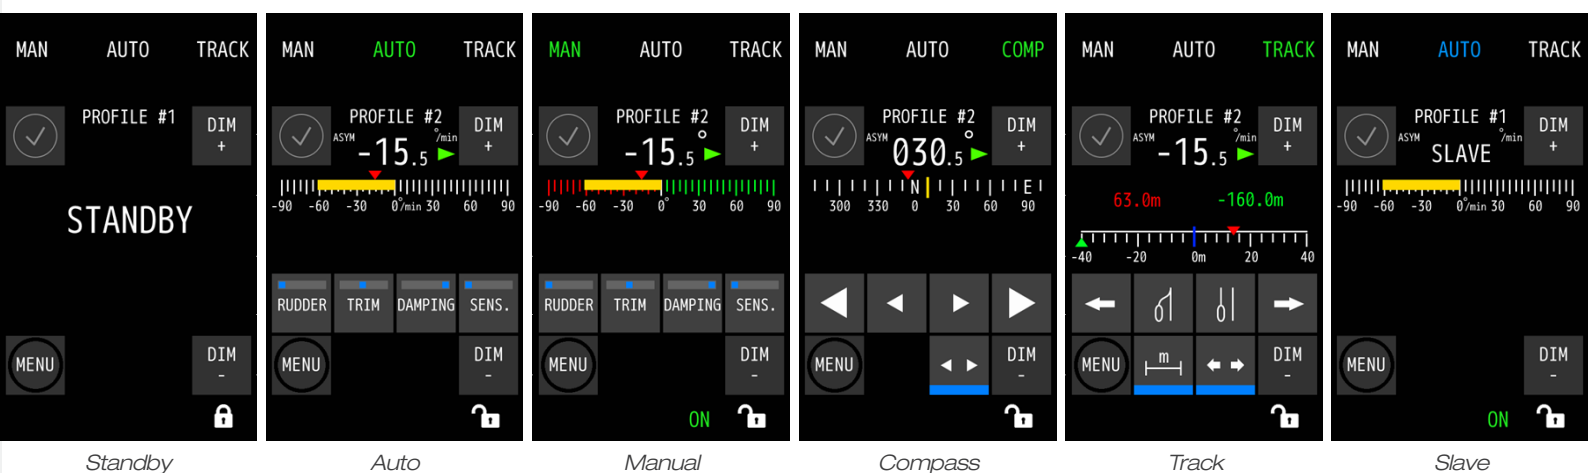 MAN AUTO TRACK
PROFILE #1
DIM
+
STANDBY
MENU
DIM
-
Standby
MAN AUTO TRACK
PROFILE #2
DIM
+
ASYM -15.5 °/min
-90 -60 -30 0°/min 30 60 90
RUDDER TRIM DAMPING SENS.
MENU
DIM
-
Auto
MAN AUTO TRACK
PROFILE #2
DIM
+
-15.5 °
-90 -60 -30 0° 30 60 90
RUDDER TRIM DAMPING SENS.
MENU
DIM
-
ON
Manual
MAN AUTO COMP
PROFILE #2
DIM
+
ASYM 030.5 °
N E
300 330 0 30 60 90
MENU
DIM
-
Compass
MAN AUTO TRACK
PROFILE #2
DIM
+
ASYM -15.5 °/min
63.0m -160.0m
-40 -20 0m 20 40
MENU
m
DIM
-
Track
MAN AUTO TRACK
PROFILE #1
DIM
+
ASYM SLAVE °/min
-90 -60 -30 0°/min 30 60 90
MENU
DIM
-
ON
Slave